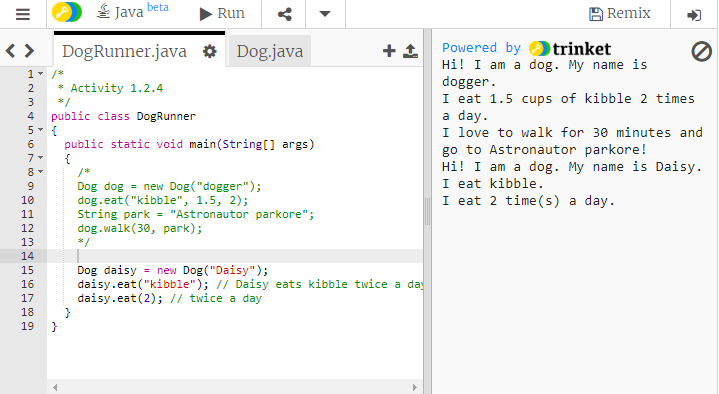 Java beta
Run
Remix
DogRunner.java
Dog.java
1 /*
2  * Activity 1.2.4
3  */
4 public class DogRunner
5 {
6   public static void main(String[] args)
7   {
8     /*
9     Dog dog = new Dog("dogger");
10     dog.eat("kibble", 1.5, 2);
11     String park = "Astronautor parkore";
12     dog.walk(30, park);
13     */
14
15     Dog daisy = new Dog("Daisy");
16     daisy.eat("kibble"); // Daisy eats kibble twice a day
17     daisy.eat(2); // twice a day
18   }
19 }
Powered by trinket
Hi! I am a dog. My name is
dogger.
I eat 1.5 cups of kibble 2 times
a day.
I love to walk for 30 minutes and
go to Astronautor parkore!
Hi! I am a dog. My name is Daisy.
I eat kibble.
I eat 2 time(s) a day.